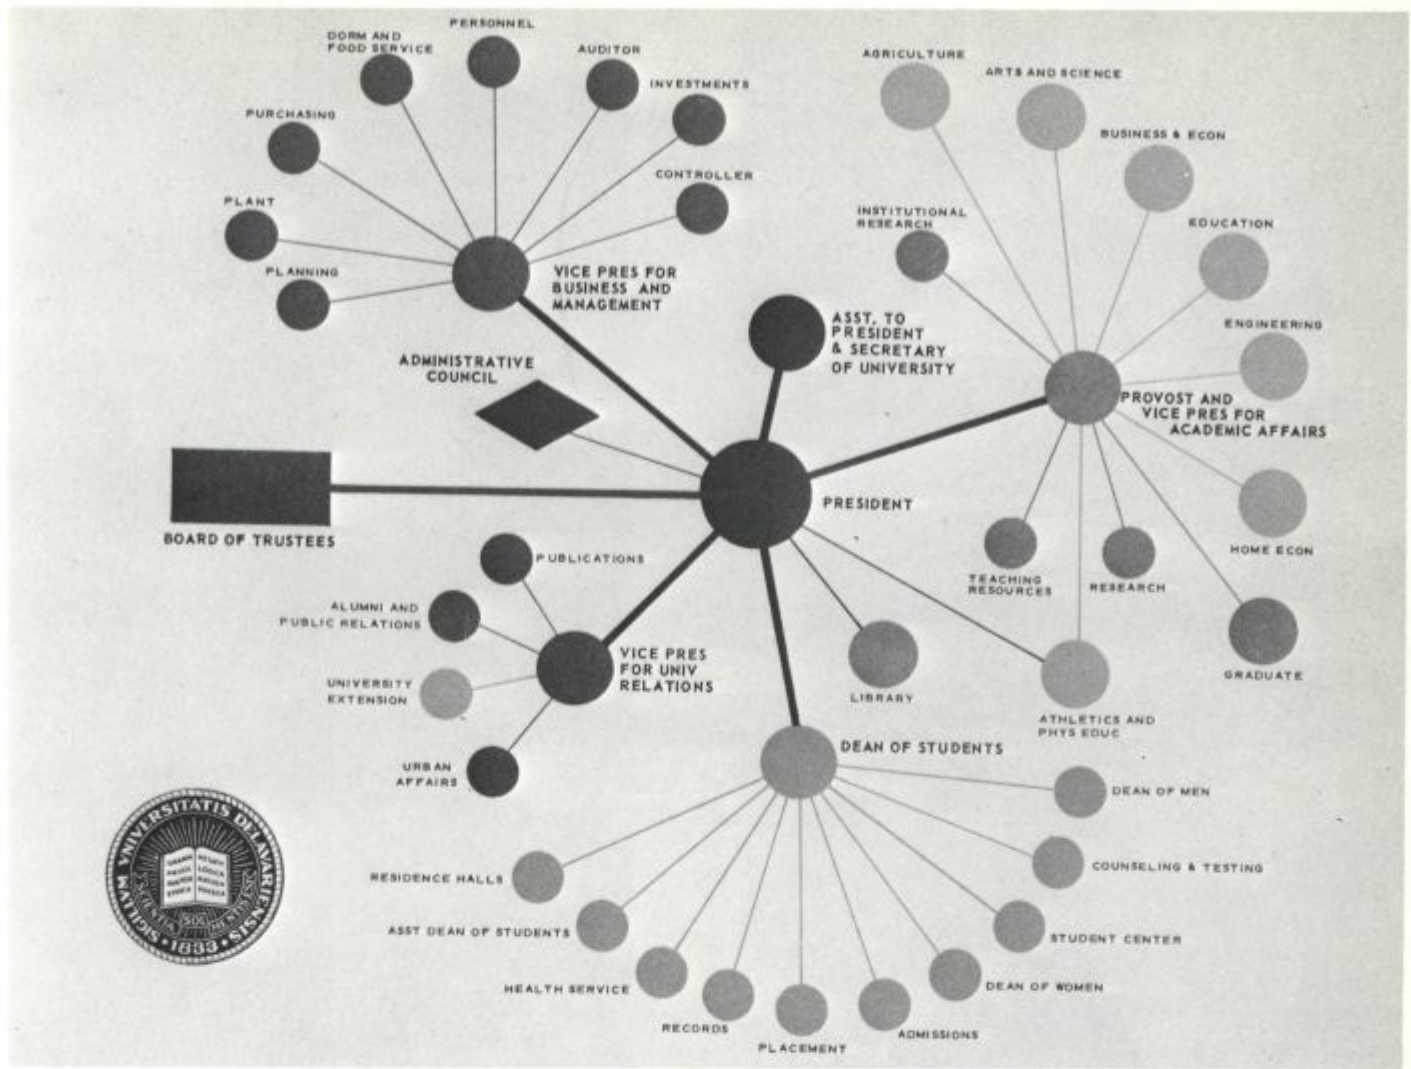 PERSONNEL
DORM AND
FOOD SERVICE
AUDITOR
INVESTMENTS
PURCHASING
CONTROLLER
PLANT
PLANNING
VICE PRES FOR
BUSINESS AND
MANAGEMENT
AGRICULTURE
ARTS AND SCIENCE
BUSINESS & ECON
INSTITUTIONAL
RESEARCH
EDUCATION
ENGINEERING
ASST. TO
PRESIDENT
& SECRETARY
OF UNIVERSITY
PROVOST AND
VICE PRES FOR
ACADEMIC AFFAIRS
ADMINISTRATIVE
COUNCIL
BOARD OF TRUSTEES
PRESIDENT
HOME ECON
TEACHING
RESOURCES
RESEARCH
GRADUATE
PUBLICATIONS
ALUMNI AND
PUBLIC RELATIONS
VICE PRES
FOR UNIV
RELATIONS
UNIVERSITY
EXTENSION
URBAN
AFFAIRS
LIBRARY
ATHLETICS AND
PHYS EDUC
DEAN OF STUDENTS
DEAN OF MEN
COUNSELING & TESTING
STUDENT CENTER
DEAN OF WOMEN
ADMISSIONS
PLACEMENT
RECORDS
HEALTH SERVICE
ASST DEAN OF STUDENTS
RESIDENCE HALLS
SIGILLVM VNIVERSITATIS DELAVARIENSIS
1833